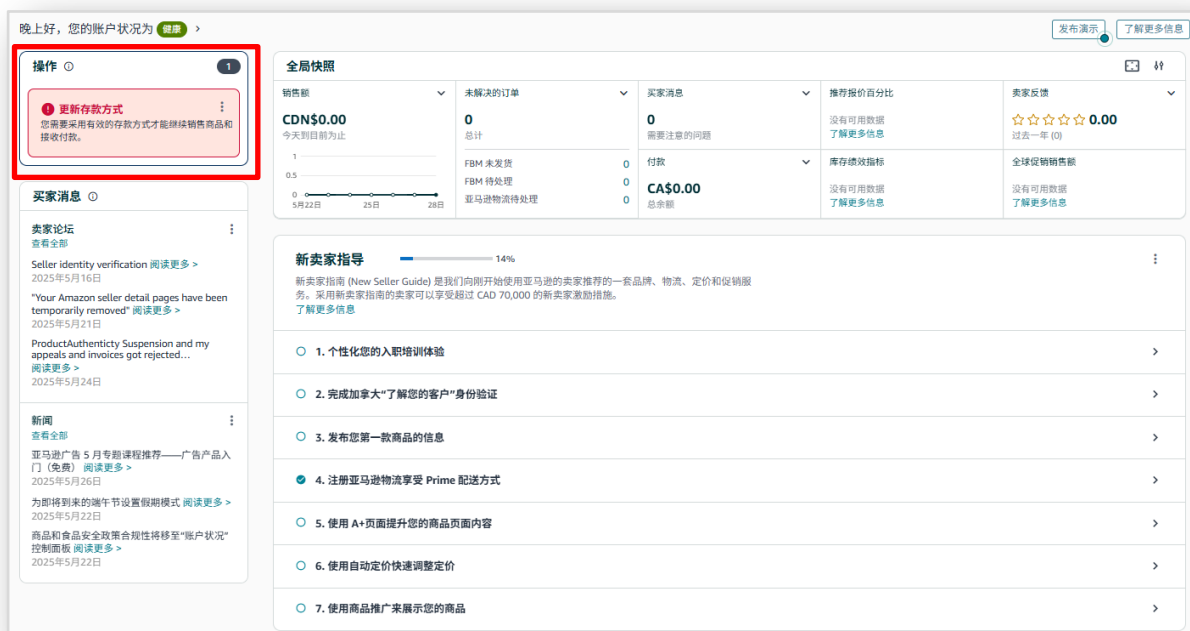 晚上好，您的账户状况为 健康 >
发布演示
了解更多信息
操作
1
更新存款方式
您需要采用有效的存款方式才能继续销售商品和
接收付款。
买家消息
卖家论坛
查看全部
Seller identity verification 阅读更多 >
2025年5月16日
"Your Amazon seller detail pages have been
temporarily removed" 阅读更多 >
2025年5月21日
ProductAuthenticty Suspension and my
appeals and invoices got rejected…
阅读更多 >
2025年5月24日
新闻
查看全部
亚马逊广告 5 月专题课程推荐——广告产品入
门（免费） 阅读更多 >
2025年5月26日
为即将到来的端午节设置假期模式 阅读更多 >
2025年5月22日
商品和食品安全政策合规性将移至“账户状况”
控制面板 阅读更多 >
2025年5月22日
全局快照
销售额
CDN$0.00
今天到目前为止
1
0.5
0
5月22日
25日
28日
未解决的订单
0
总计
FBM 未发货 0
FBM 待处理 0
亚马逊物流待处理 0
买家消息
0
需要注意的问题
付款
CA$0.00
总余额
推荐报价百分比
没有可用数据
了解更多信息
库存绩效指标
没有可用数据
了解更多信息
卖家反馈
0.00
过去一年 (0)
全球促销销售额
没有可用数据
了解更多信息
新卖家指导
14%
新卖家指南 (New Seller Guide) 是我们向刚开始使用亚马逊的卖家推荐的一套品牌、物流、定价和促销服
务。采用新卖家指南的卖家可以享受超过 CAD 70,000 的新卖家激励措施。
了解更多信息
1. 个性化您的入职培训体验
2. 完成加拿大“了解您的客户”身份验证
3. 发布您第一款商品的信息
4. 注册亚马逊物流享受 Prime 配送方式
5. 使用 A+页面提升您的商品页面内容
6. 使用自动定价快速调整定价
7. 使用商品推广来展示您的商品